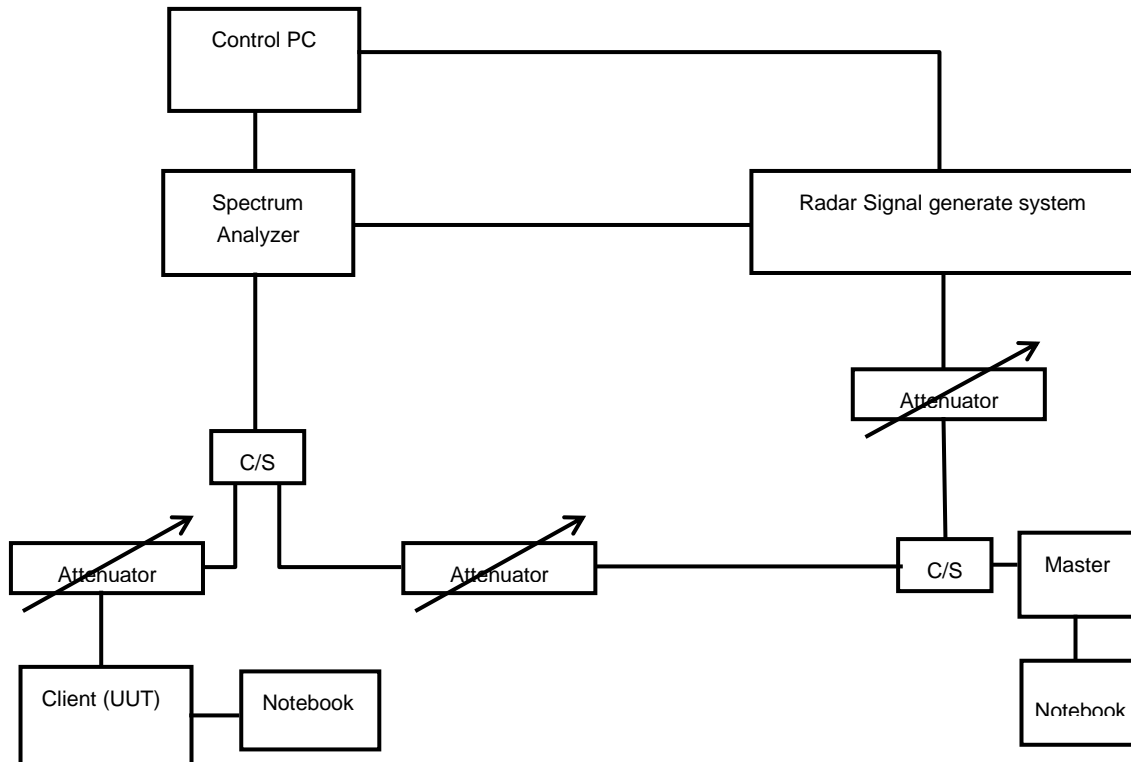 Control PC
Spectrum
Analyzer
Radar Signal generate system
Attenuator
C/S
Attenuator
Attenuator
C/S
Master
Client (UUT)
Notebook
Notebook